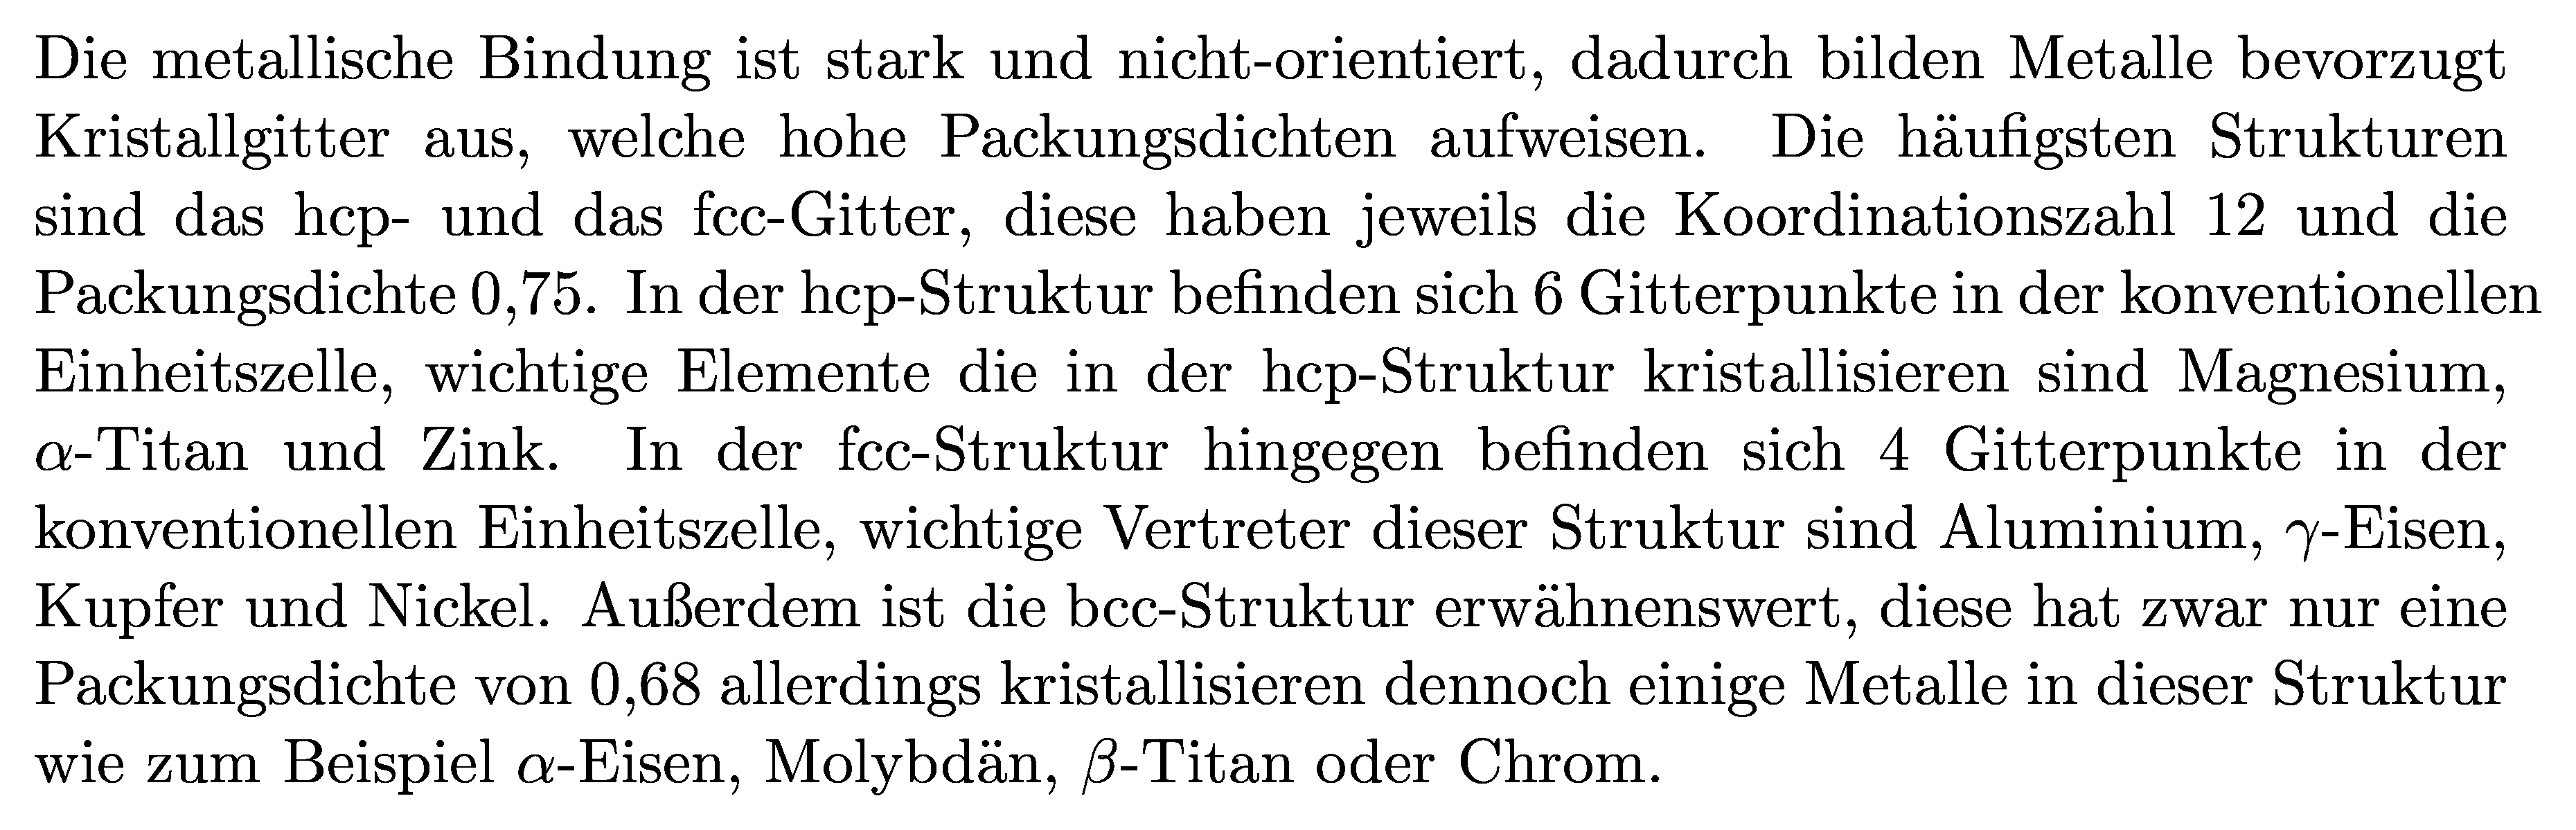 Die metallische Bindung ist stark und nicht-orientiert, dadurch bilden Metalle bevorzugt
Kristallgitter aus, welche hohe Packungsdichten aufweisen. Die häufigsten Strukturen
sind das hcp- und das fcc-Gitter, diese haben jeweils die Koordinationszahl 12 und die
Packungsdichte 0,75. In der hcp-Struktur befinden sich 6 Gitterpunkte in der konventionellen
Einheitszelle, wichtige Elemente die in der hcp-Struktur kristallisieren sind Magnesium,
α-Titan und Zink. In der fcc-Struktur hingegen befinden sich 4 Gitterpunkte in der
konventionellen Einheitszelle, wichtige Vertreter dieser Struktur sind Aluminium, γ-Eisen,
Kupfer und Nickel. Außerdem ist die bcc-Struktur erwähnenswert, diese hat zwar nur eine
Packungsdichte von 0,68 allerdings kristallisieren dennoch einige Metalle in dieser Struktur
wie zum Beispiel α-Eisen, Molybdän, β-Titan oder Chrom.